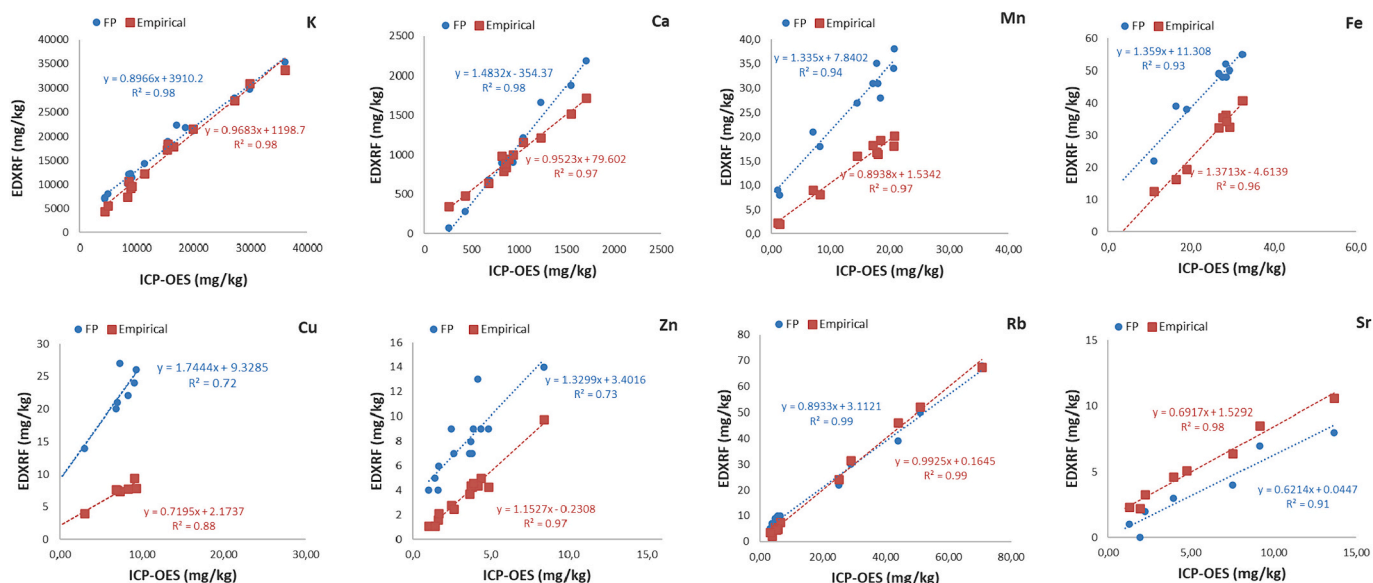 FP Empirical K
EDXRF (mg/kg)
40000
35000
30000
25000
20000
15000
10000
5000
0
y = 0.8966x + 3910.2
R² = 0.98
y = 0.9683x + 1198.7
R² = 0.98
0 10000 20000 30000 40000
ICP-OES (mg/kg)
FP Empirical Ca
EDXRF (mg/kg)
2500
2000
1500
1000
500
0
y = 1.4832x - 354.37
R² = 0.98
y = 0.9523x + 79.602
R² = 0.97
0 500 1000 1500 2000 2500
ICP-OES (mg/kg)
FP Empirical Mn
EDXRF (mg/kg)
40,0
35,0
30,0
25,0
20,0
15,0
10,0
5,0
0,0
y = 1.335x + 7.8402
R² = 0.94
y = 0.8938x + 1.5342
R² = 0.97
0,00 10,00 20,00 30,00 40,00
ICP-OES (mg/kg)
FP Empirical Fe
EDXRF (mg/kg)
60
50
40
30
20
10
0
y = 1.359x + 11.308
R² = 0.93
y = 1.3713x - 4.6139
R² = 0.96
0,0 20,0 40,0 60,0
ICP-OES (mg/kg)
FP Empirical Cu
EDXRF (mg/kg)
30
25
20
15
10
5
0
y = 1.7444x + 9.3285
R² = 0.72
y = 0.7195x + 2.1737
R² = 0.88
0,00 10,00 20,00 30,00
ICP-OES (mg/kg)
FP Empirical Zn
EDXRF (mg/kg)
16
14
12
10
8
6
4
2
0
y = 1.3299x + 3.4016
R² = 0.73
y = 1.1527x - 0.2308
R² = 0.97
0,0 5,0 10,0 15,0
ICP-OES (mg/kg)
FP Empirical Rb
EDXRF (mg/kg)
80
70
60
50
40
30
20
10
0
y = 0.8933x + 3.1121
R² = 0.99
y = 0.9925x + 0.1645
R² = 0.99
0,00 20,00 40,00 60,00 80,00
ICP-OES (mg/kg)
FP Empirical Sr
EDXRF (mg/kg)
15
10
5
0
y = 0.6917x + 1.5292
R² = 0.98
y = 0.6214x + 0.0447
R² = 0.91
0,00 5,00 10,00 15,00
ICP-OES (mg/kg)